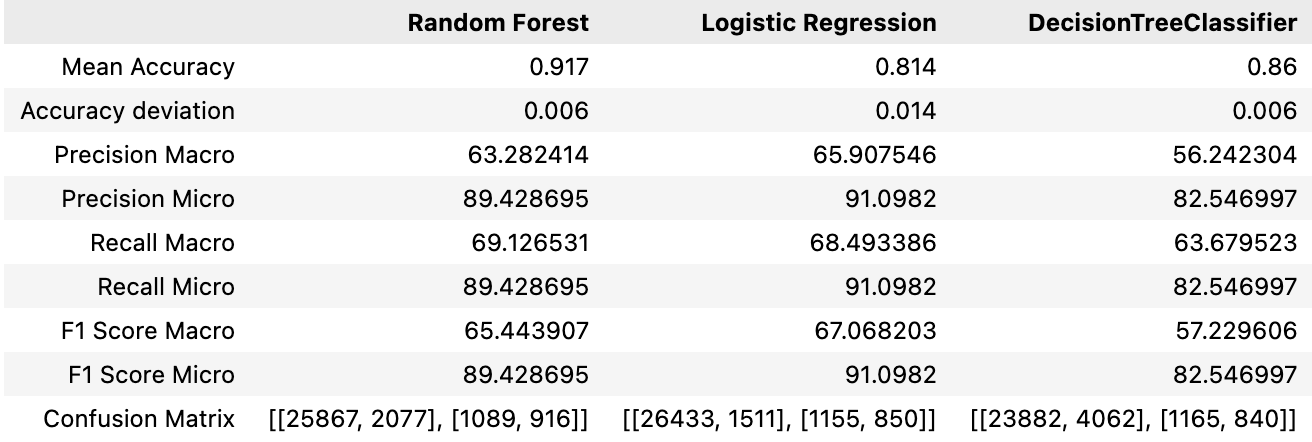 Random Forest Logistic Regression DecisionTreeClassifier
Mean Accuracy 0.917 0.814 0.86
Accuracy deviation 0.006 0.014 0.006
Precision Macro 63.282414 65.907546 56.242304
Precision Micro 89.428695 91.0982 82.546997
Recall Macro 69.126531 68.493386 63.679523
Recall Micro 89.428695 91.0982 82.546997
F1 Score Macro 65.443907 67.068203 57.229606
F1 Score Micro 89.428695 91.0982 82.546997
Confusion Matrix [[25867, 2077], [1089, 916]] [[26433, 1511], [1155, 850]] [[23882, 4062], [1165, 840]]